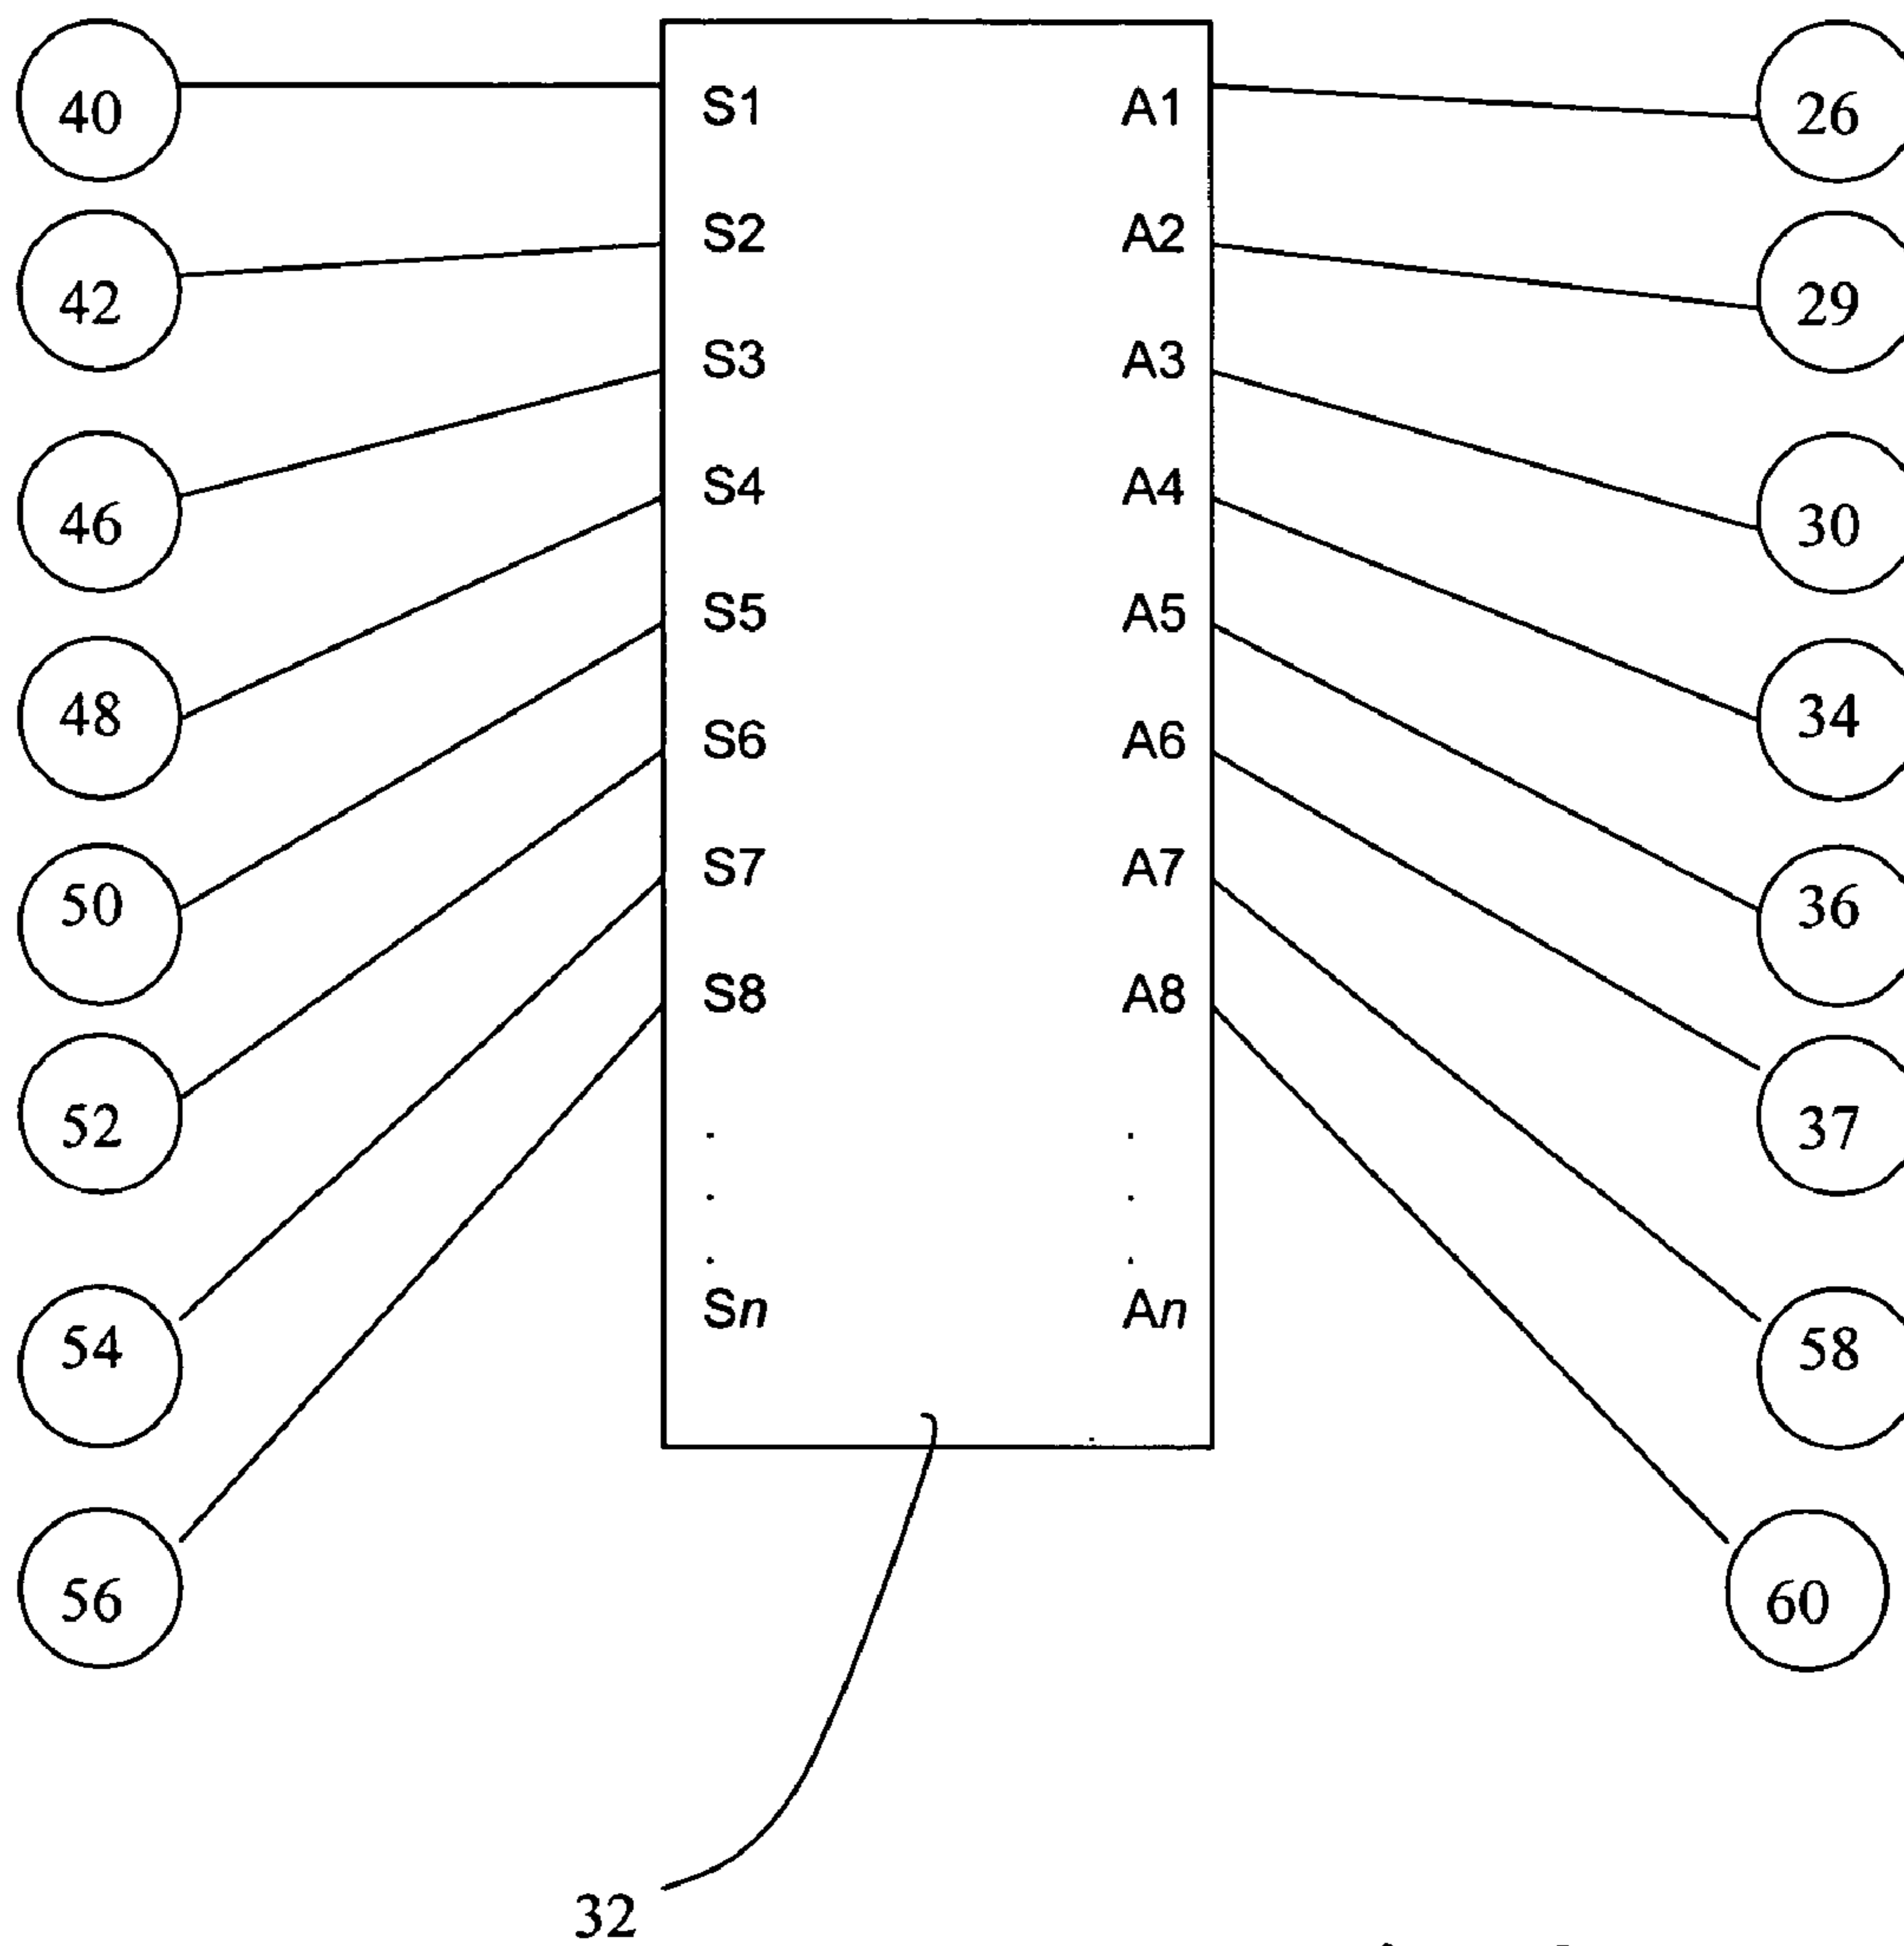 40 S1 A1 26
42 S2 A2 29
46 S3 A3 30
48 S4 A4 34
50 S5 A5 36
52 S6 A6 37
S7 A7
S8 A8
.
.
.
54 Sn An 58
56 60
32